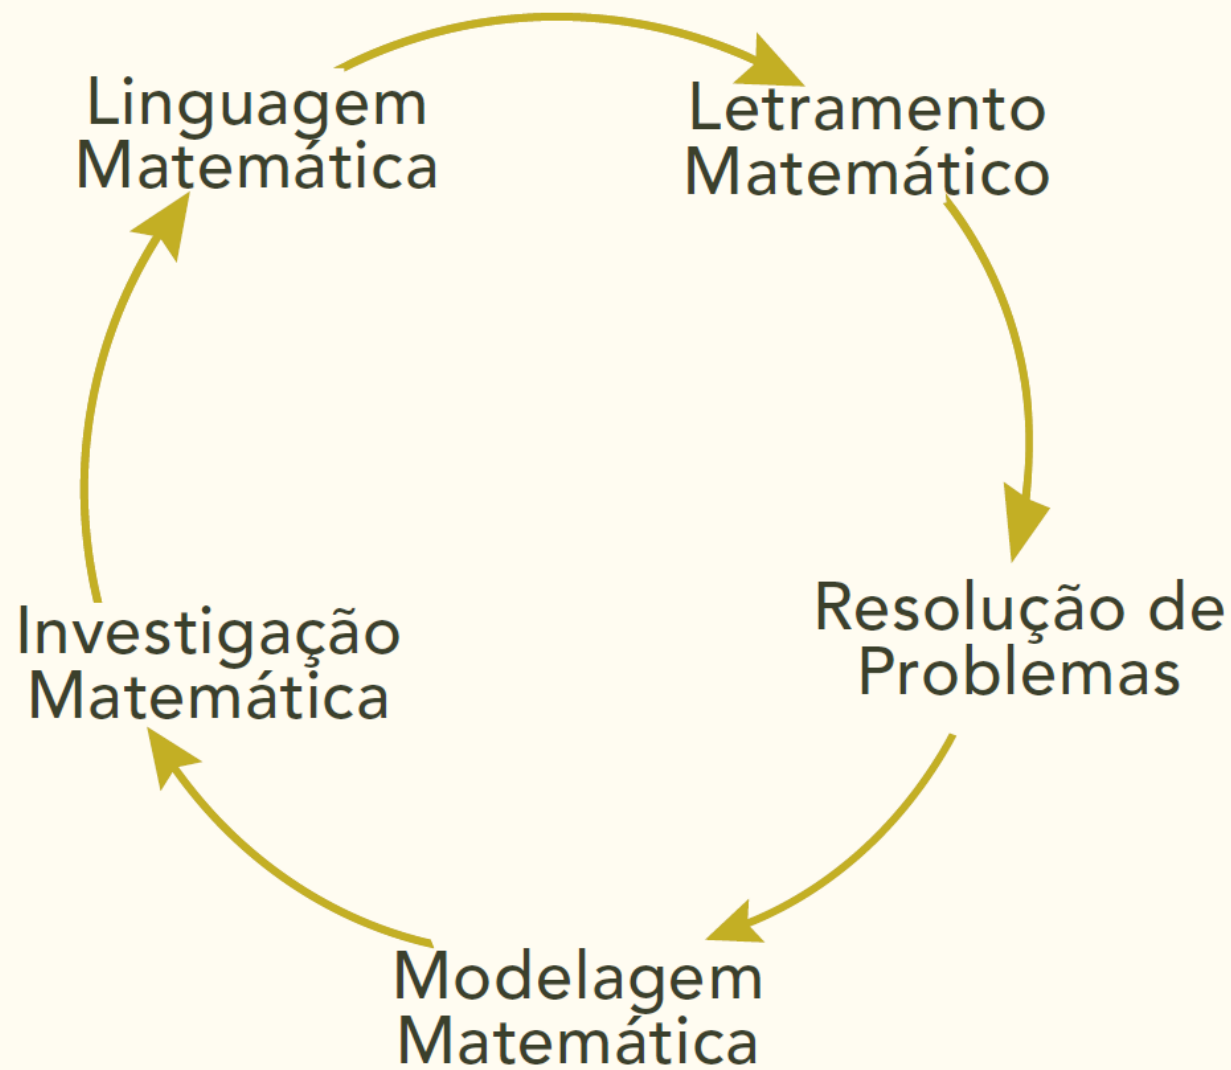 Linguagem
Matemática
Letramento
Matemático
Resolução de
Problemas
Modelagem
Matemática
Investigação
Matemática